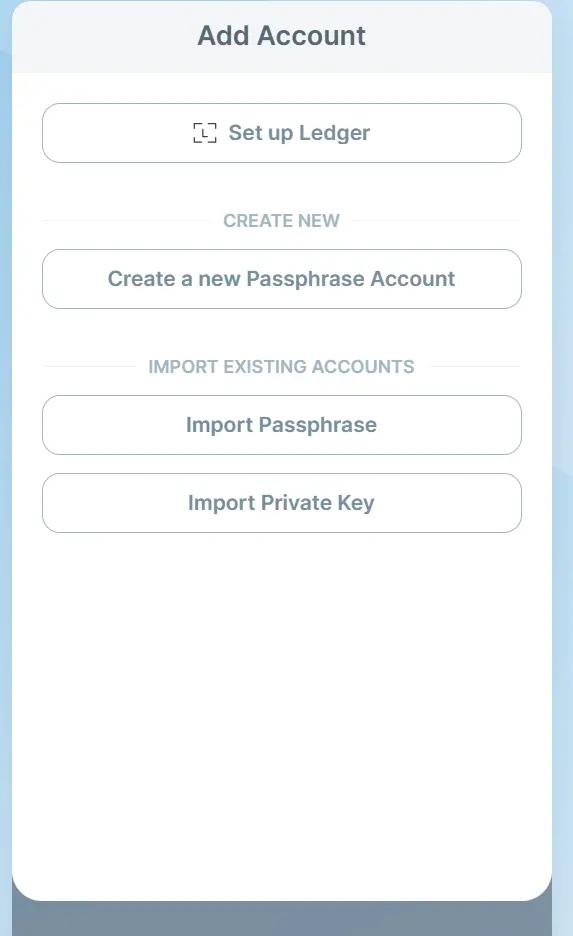 Add Account
Set up Ledger
CREATE NEW
Create a new Passphrase Account
IMPORT EXISTING ACCOUNTS
Import Passphrase
Import Private Key